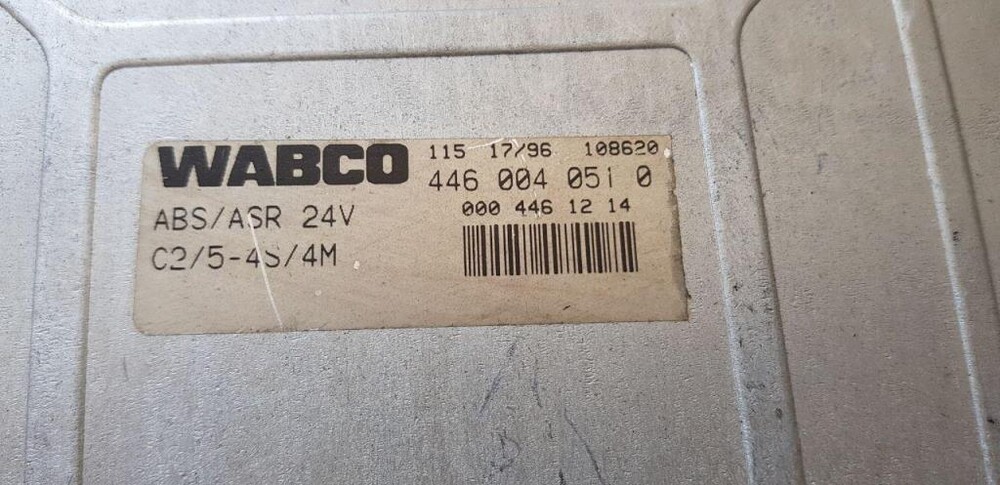 WABCO 115 17/96 108620
446 004 051 0
ABS/ASR 24V 000 446 12 14
C2/5-4S/4M